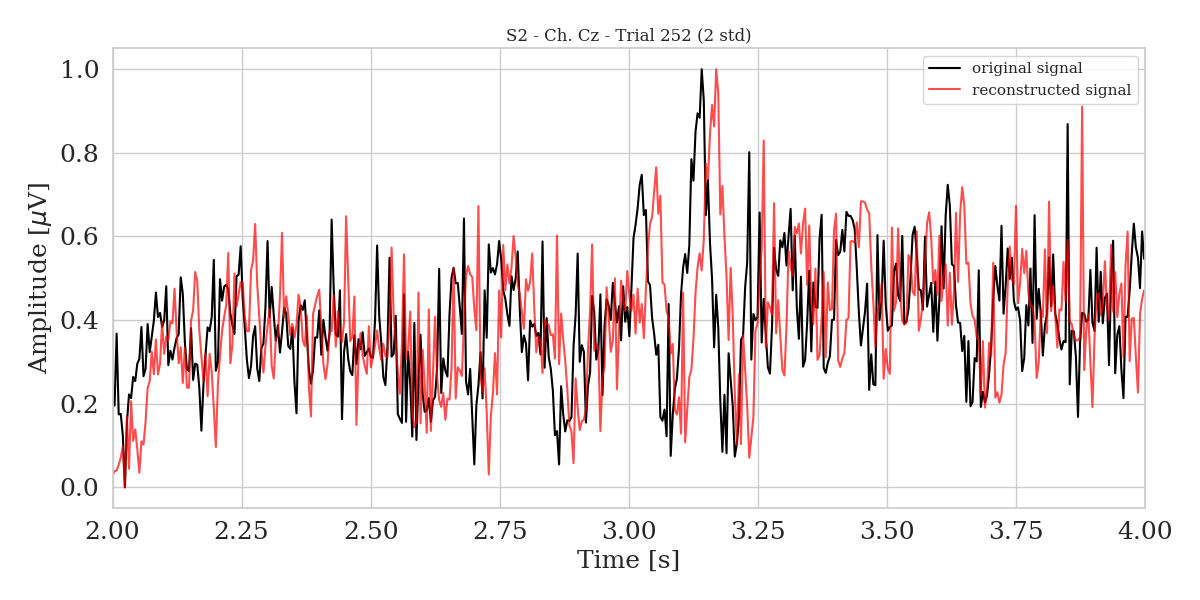 S2 - Ch. Cz - Trial 252 (2 std)
original signal
reconstructed signal
Amplitude [μV]
1.0
0.8
0.6
0.4
0.2
0.0
2.00 2.25 2.50 2.75 3.00 3.25 3.50 3.75 4.00
Time [s]